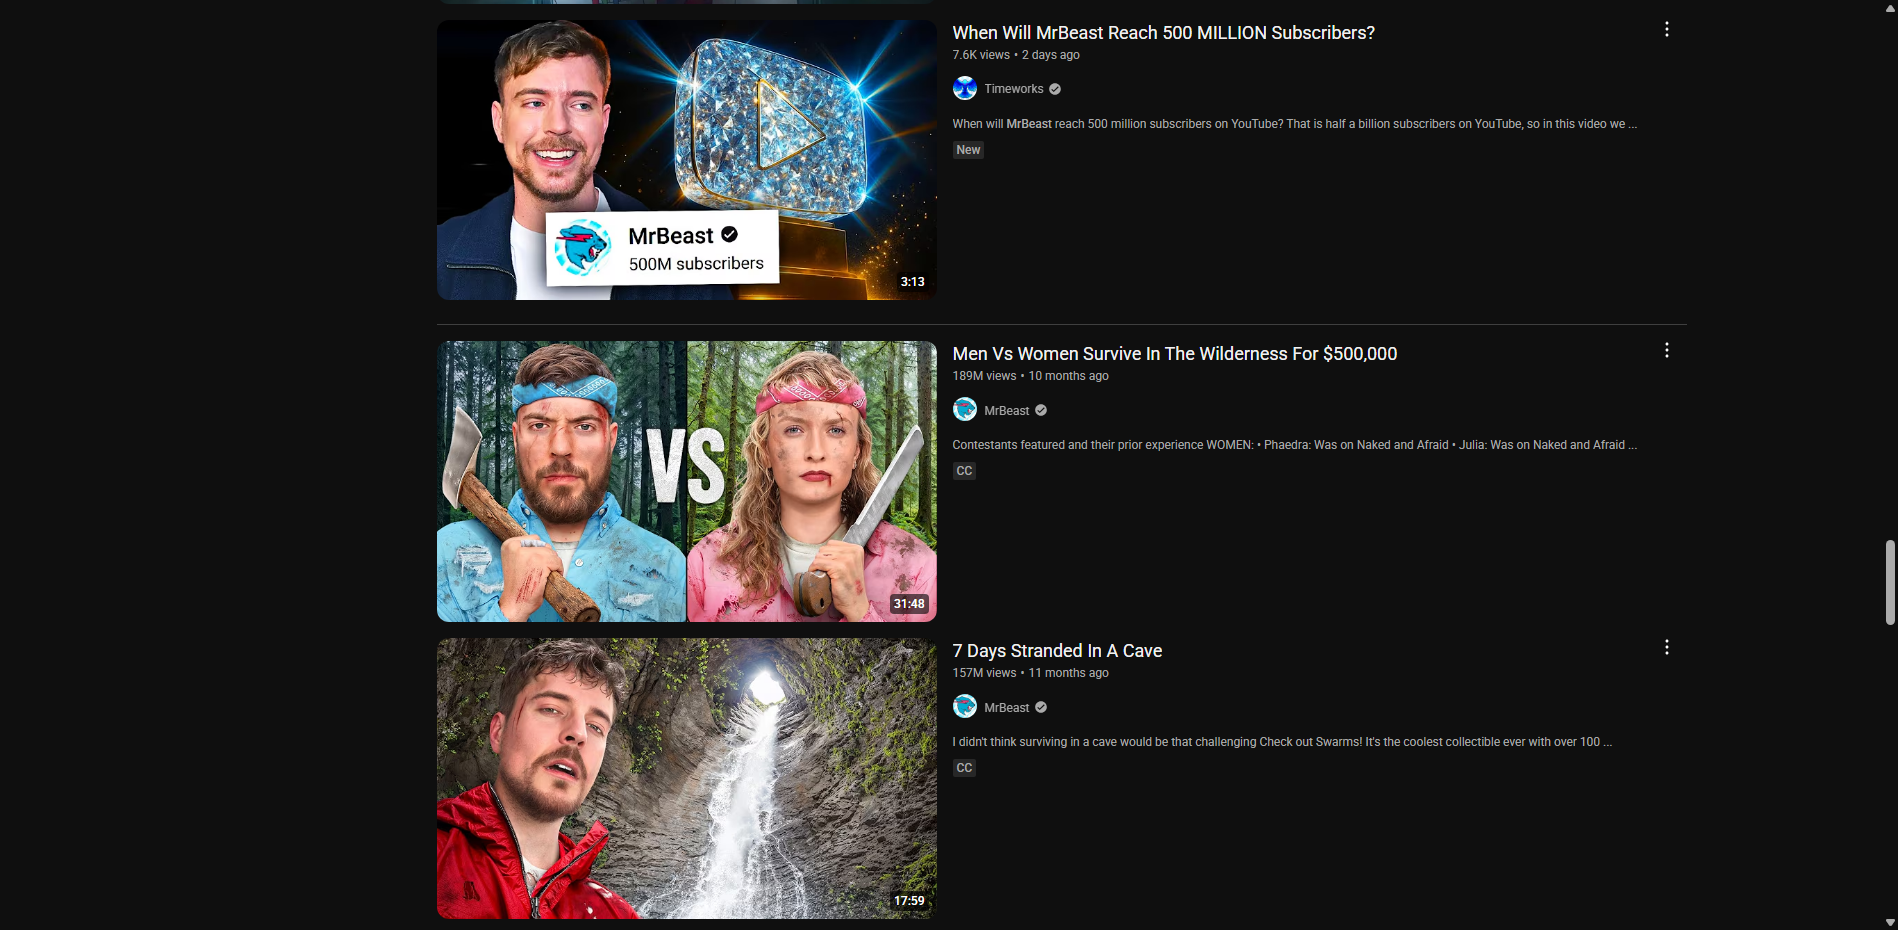 When Will MrBeast Reach 500 MILLION Subscribers?
7.6K views • 2 days ago
Timeworks
When will MrBeast reach 500 million subscribers on YouTube? That is half a billion subscribers on YouTube, so in this video we ...
New
MrBeast
500M subscribers
3:13
Men Vs Women Survive In The Wilderness For $500,000
189M views • 10 months ago
MrBeast
Contestants featured and their prior experience WOMEN: • Phaedra: Was on Naked and Afraid • Julia: Was on Naked and Afraid ...
CC
VS
31:48
7 Days Stranded In A Cave
157M views • 11 months ago
MrBeast
I didn't think surviving in a cave would be that challenging Check out Swarms! It's the coolest collectible ever with over 100 ...
CC
17:59